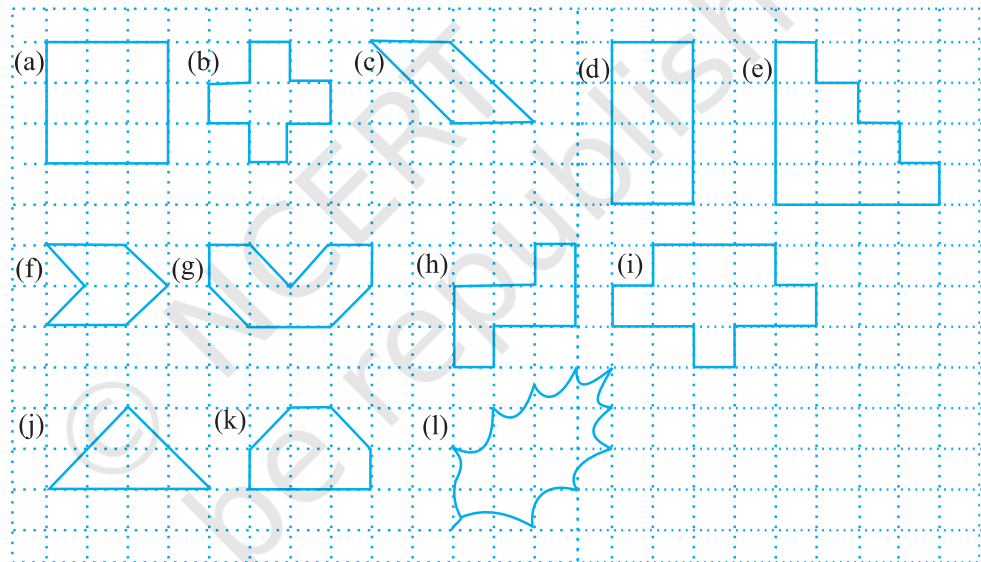 (a) (b) (c) (d) (e)
(f) (g) (h) (i)
(j) (k) (l)
© NCERT
be republish